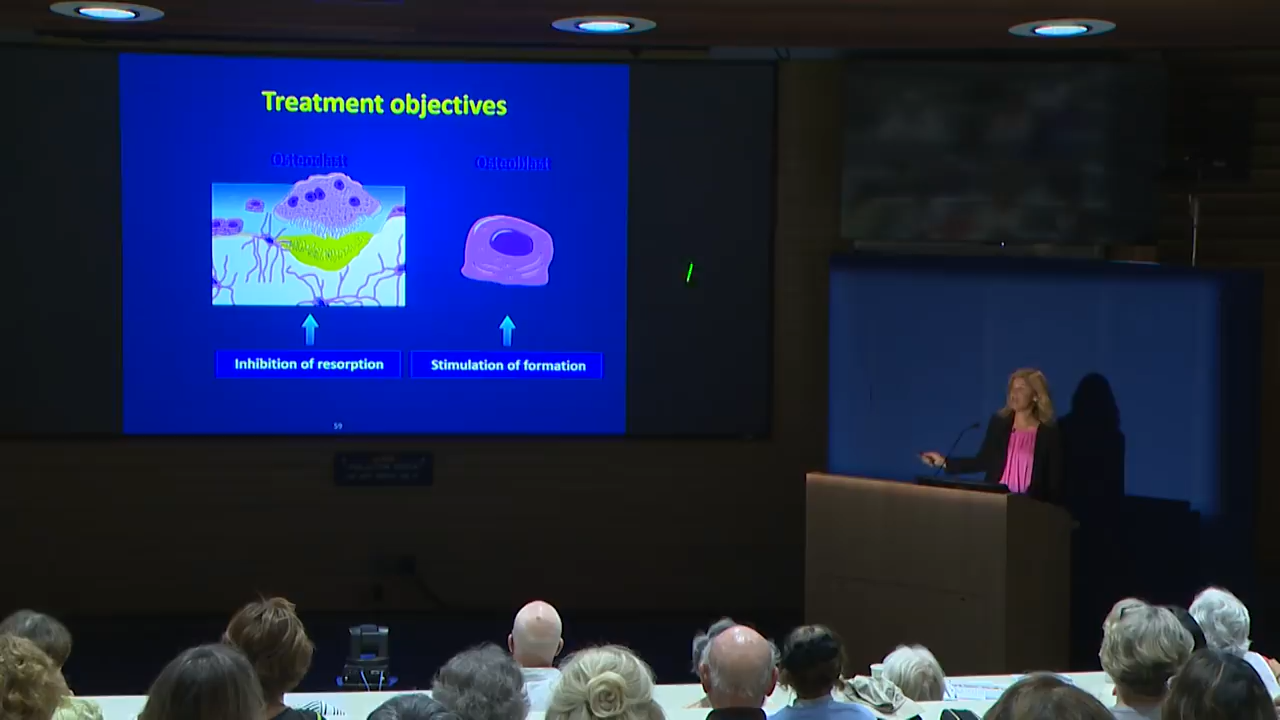 Treatment objectives
Osteoclast
Osteoblast
Inhibition of resorption
Stimulation of formation
59